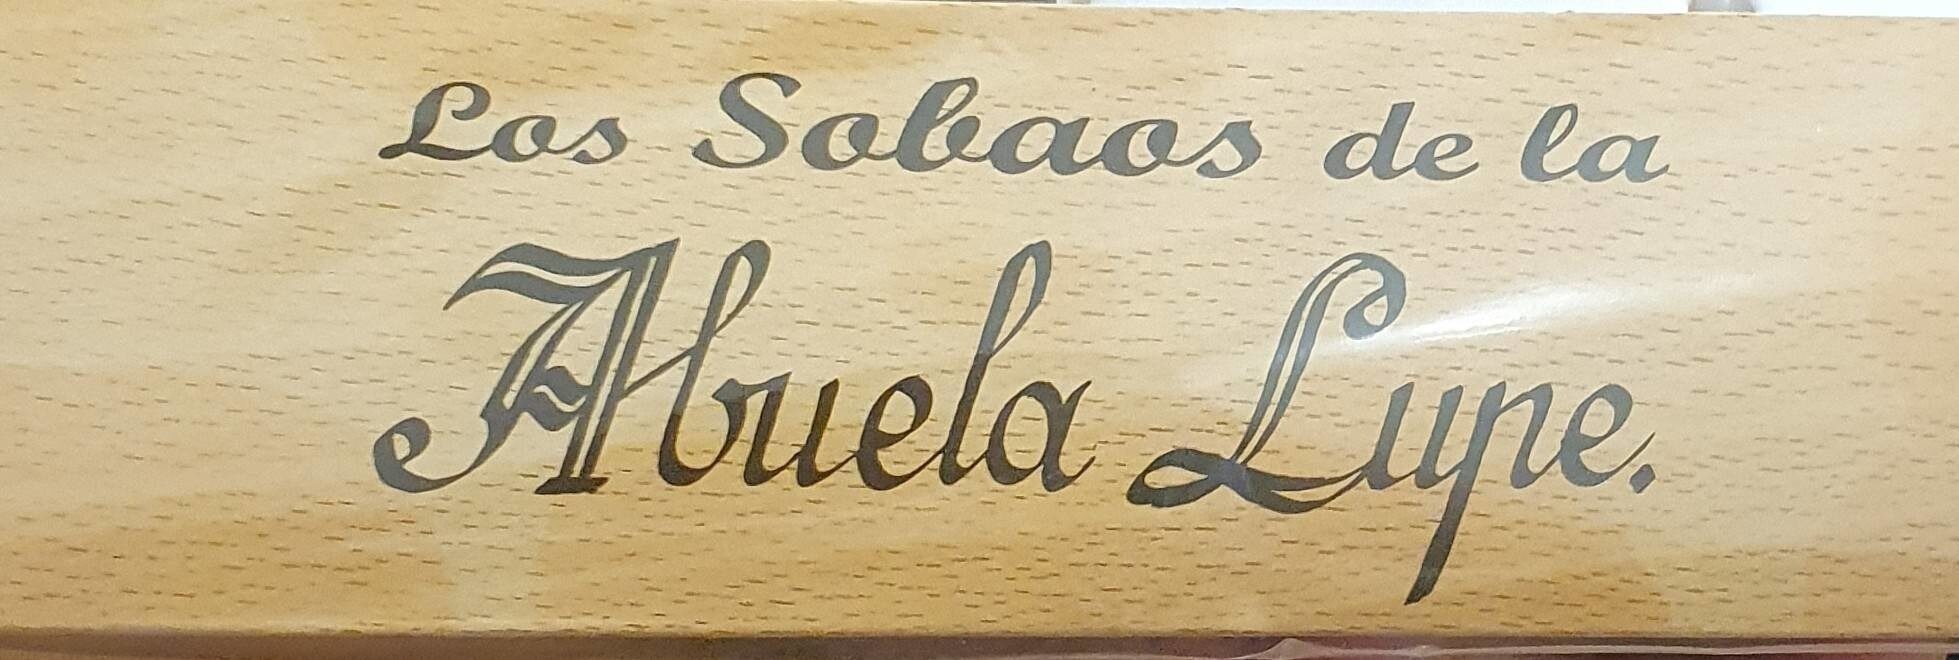 Los Sobaos de la
Abuela Lupe.